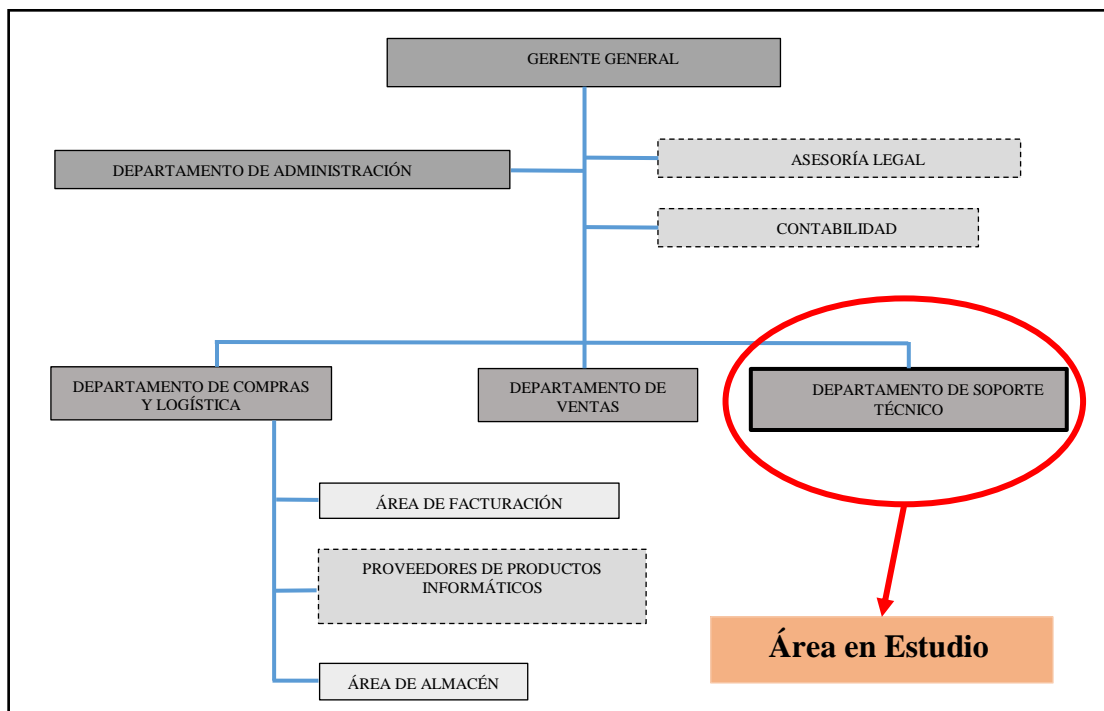 GERENTE GENERAL
DEPARTAMENTO DE ADMINISTRACIÓN
ASESORÍA LEGAL
CONTABILIDAD
DEPARTAMENTO DE COMPRAS
Y LOGÍSTICA
DEPARTAMENTO DE
VENTAS
DEPARTAMENTO DE SOPORTE
TÉCNICO
ÁREA DE FACTURACIÓN
PROVEEDORES DE PRODUCTOS
INFORMÁTICOS
ÁREA DE ALMACÉN
Área en Estudio